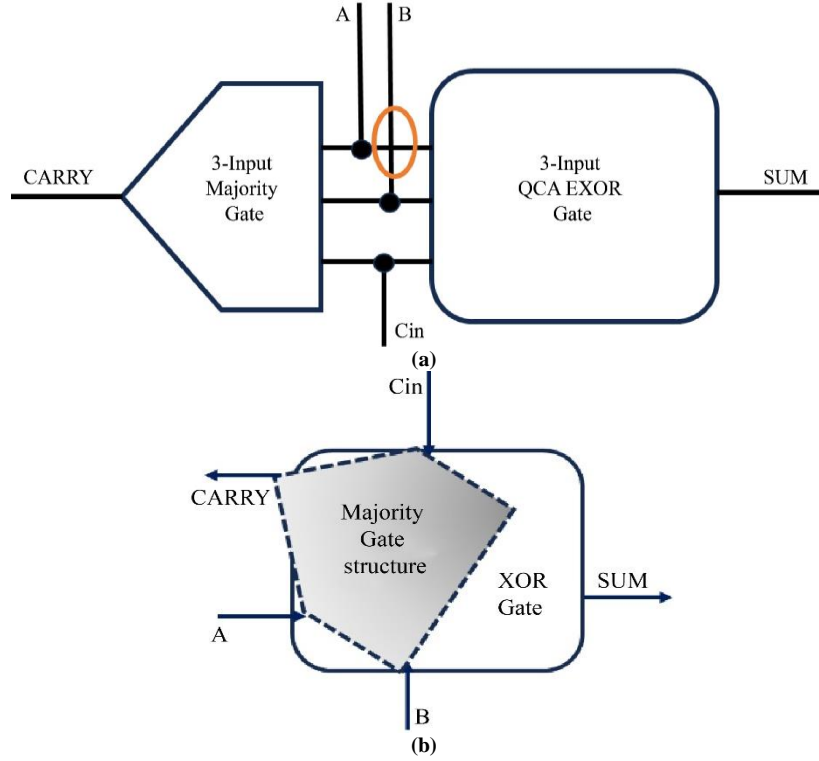 A
B
3-Input
Majority
Gate
3-Input
QCA EXOR
Gate
CARRY
SUM
Cin
(a)
Cin
CARRY
Majority
Gate
structure
XOR
Gate
SUM
A
B
(b)